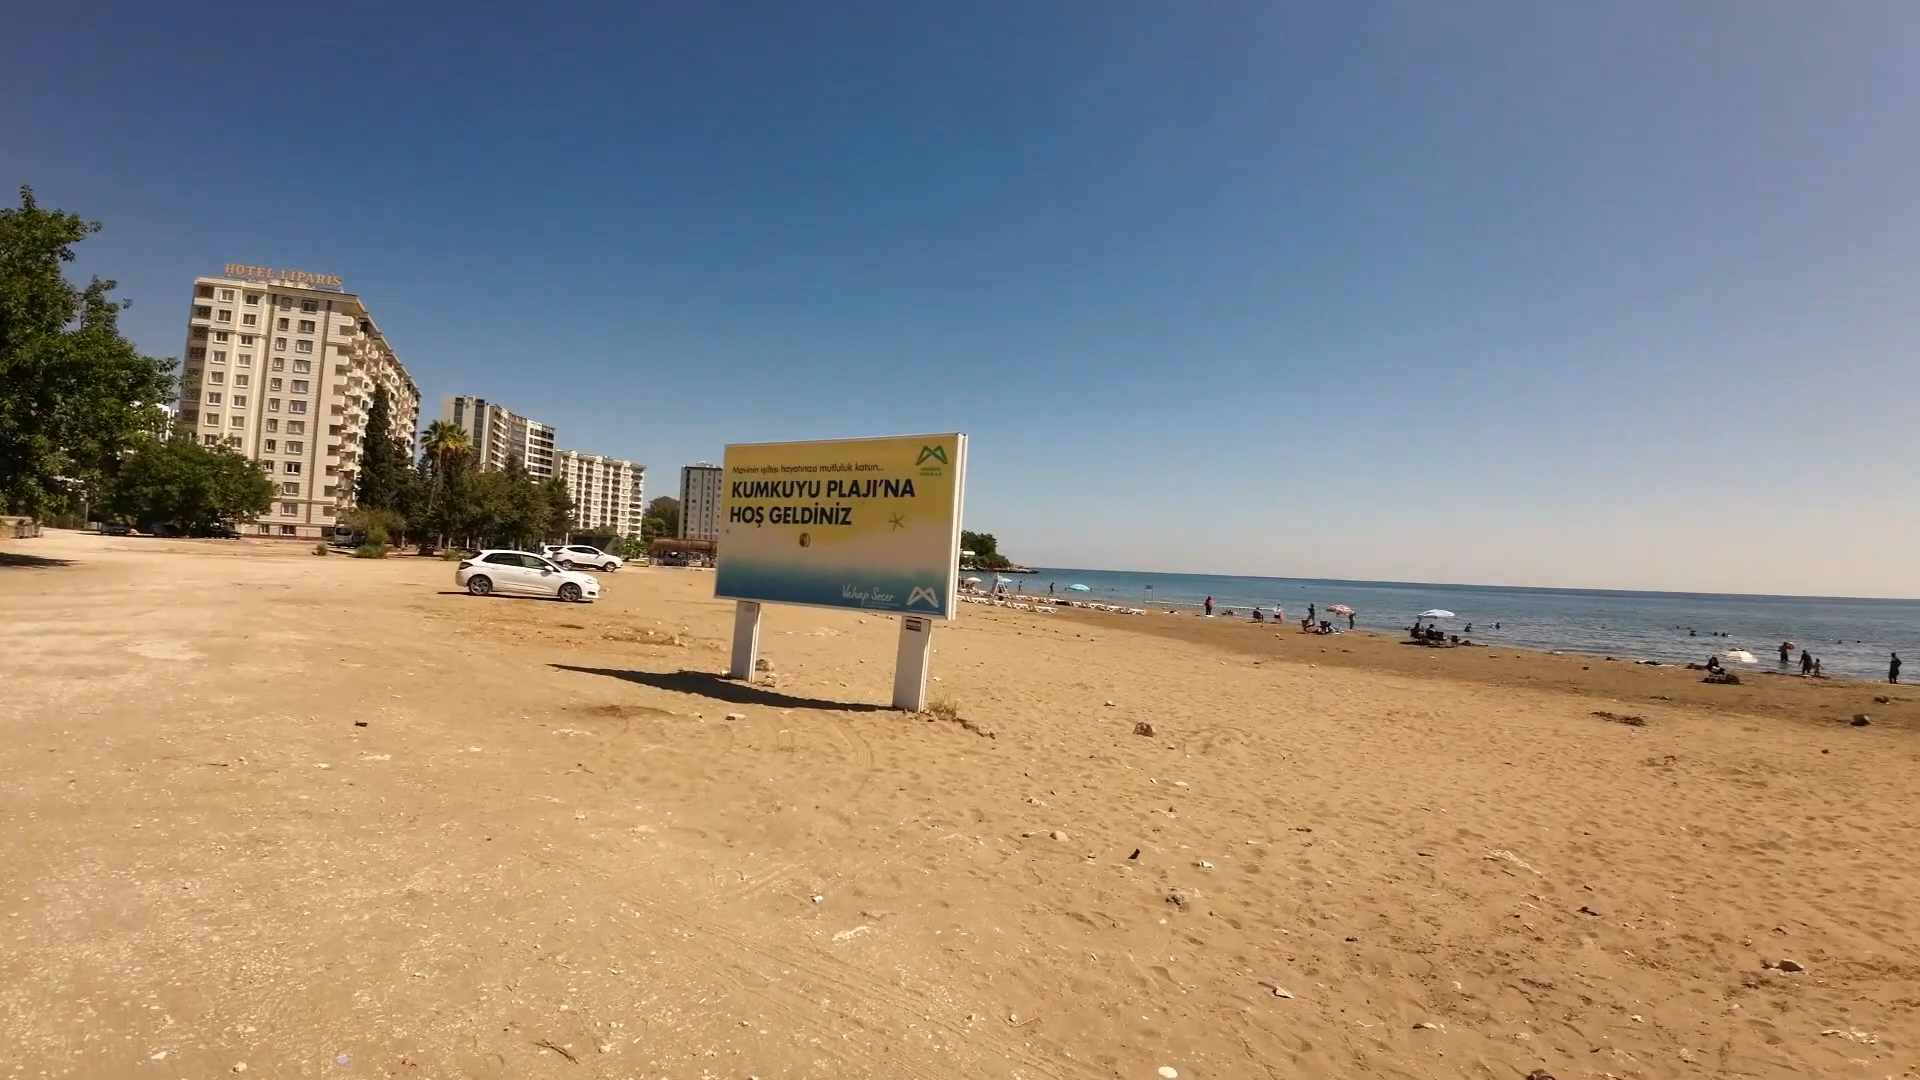 HOTEL LIPARIS
Mavinin ışıltısı hayatınıza mutluluk katsın...
KUMKUYU PLAJI'NA
HOŞ GELDİNİZ
Vahap Seçer